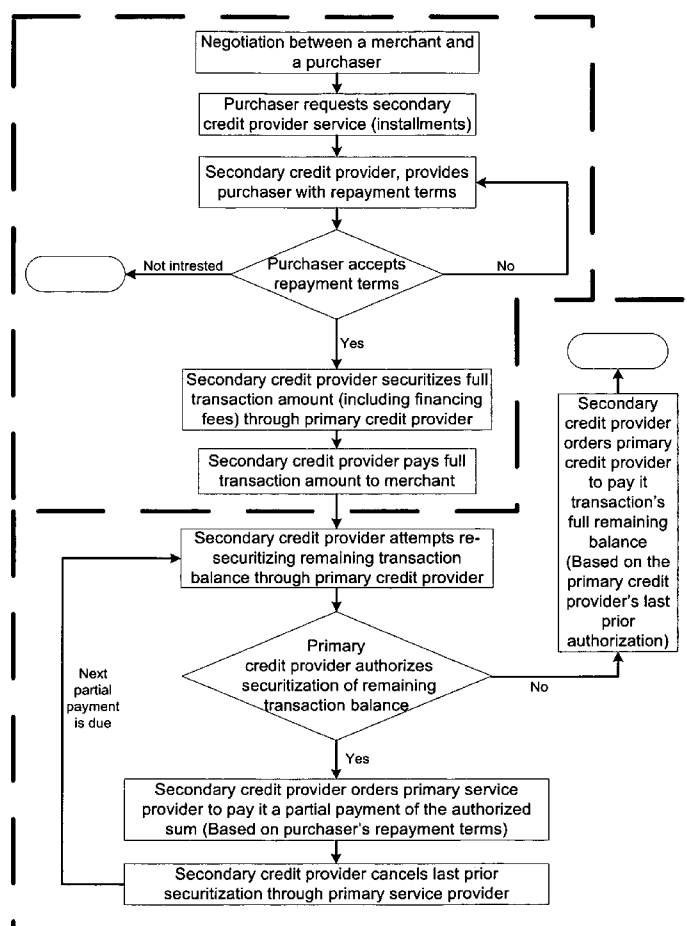 Negotiation between a merchant and
a purchaser
Purchaser requests secondary
credit provider service (installments)
Secondary credit provider, provides
purchaser with repayment terms
Not intrested
Purchaser accepts
repayment terms
No
Yes
Secondary credit provider securitizes full
transaction amount (including financing
fees) through primary credit provider
Secondary credit provider pays full
transaction amount to merchant
Secondary credit provider attempts re-
securitizing remaining transaction
balance through primary credit provider
Primary
credit provider authorizes
securitization of remaining
transaction balance
No
Secondary
credit provider
orders primary
credit provider
to pay it
transaction's
full remaining
balance
(Based on the
primary credit
provider's last
prior
authorization)
Next
partial
payment
is due
Yes
Secondary credit provider orders primary service
provider to pay it a partial payment of the authorized
sum (Based on purchaser's repayment terms)
Secondary credit provider cancels last prior
securitization through primary service provider